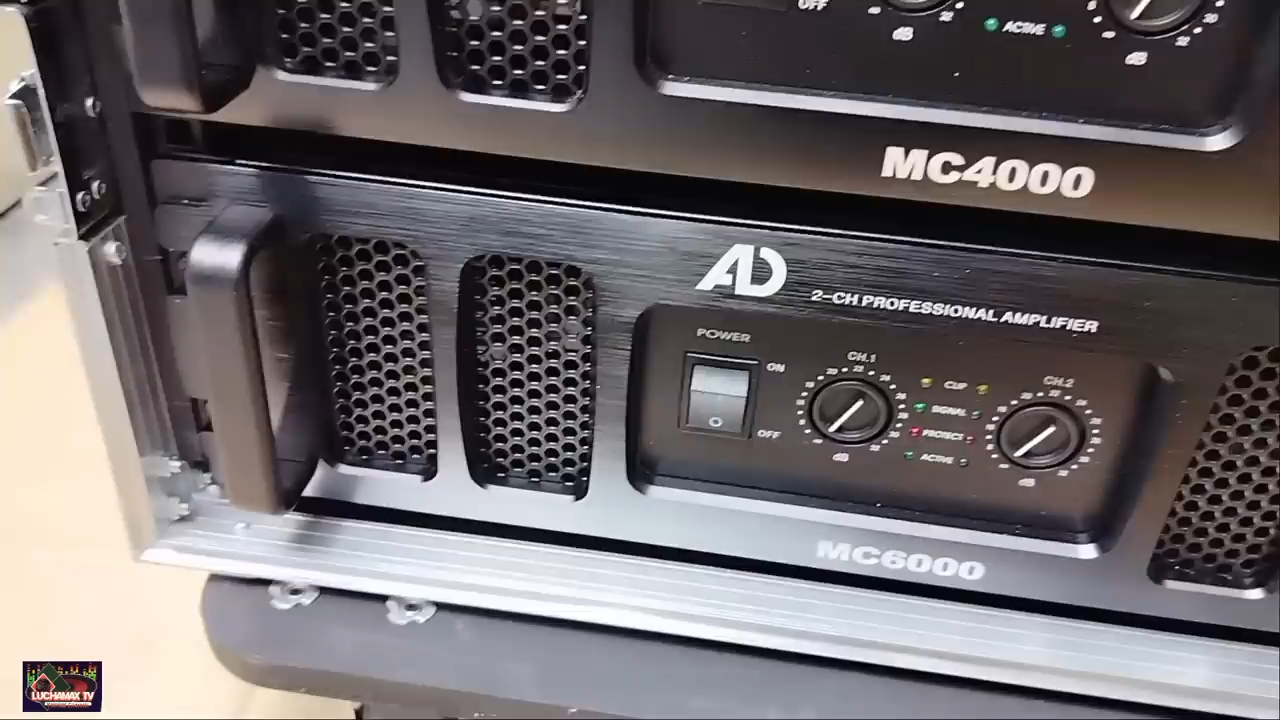 OFF
ACTIVE
dB
dB
MC4000
AD
2-CH PROFESSIONAL AMPLIFIER
POWER
ON
OFF
CH.1
CH.2
CLIP
SIGNAL
PROTECT
ACTIVE
dB
dB
MC6000
LUCHAMAX TV